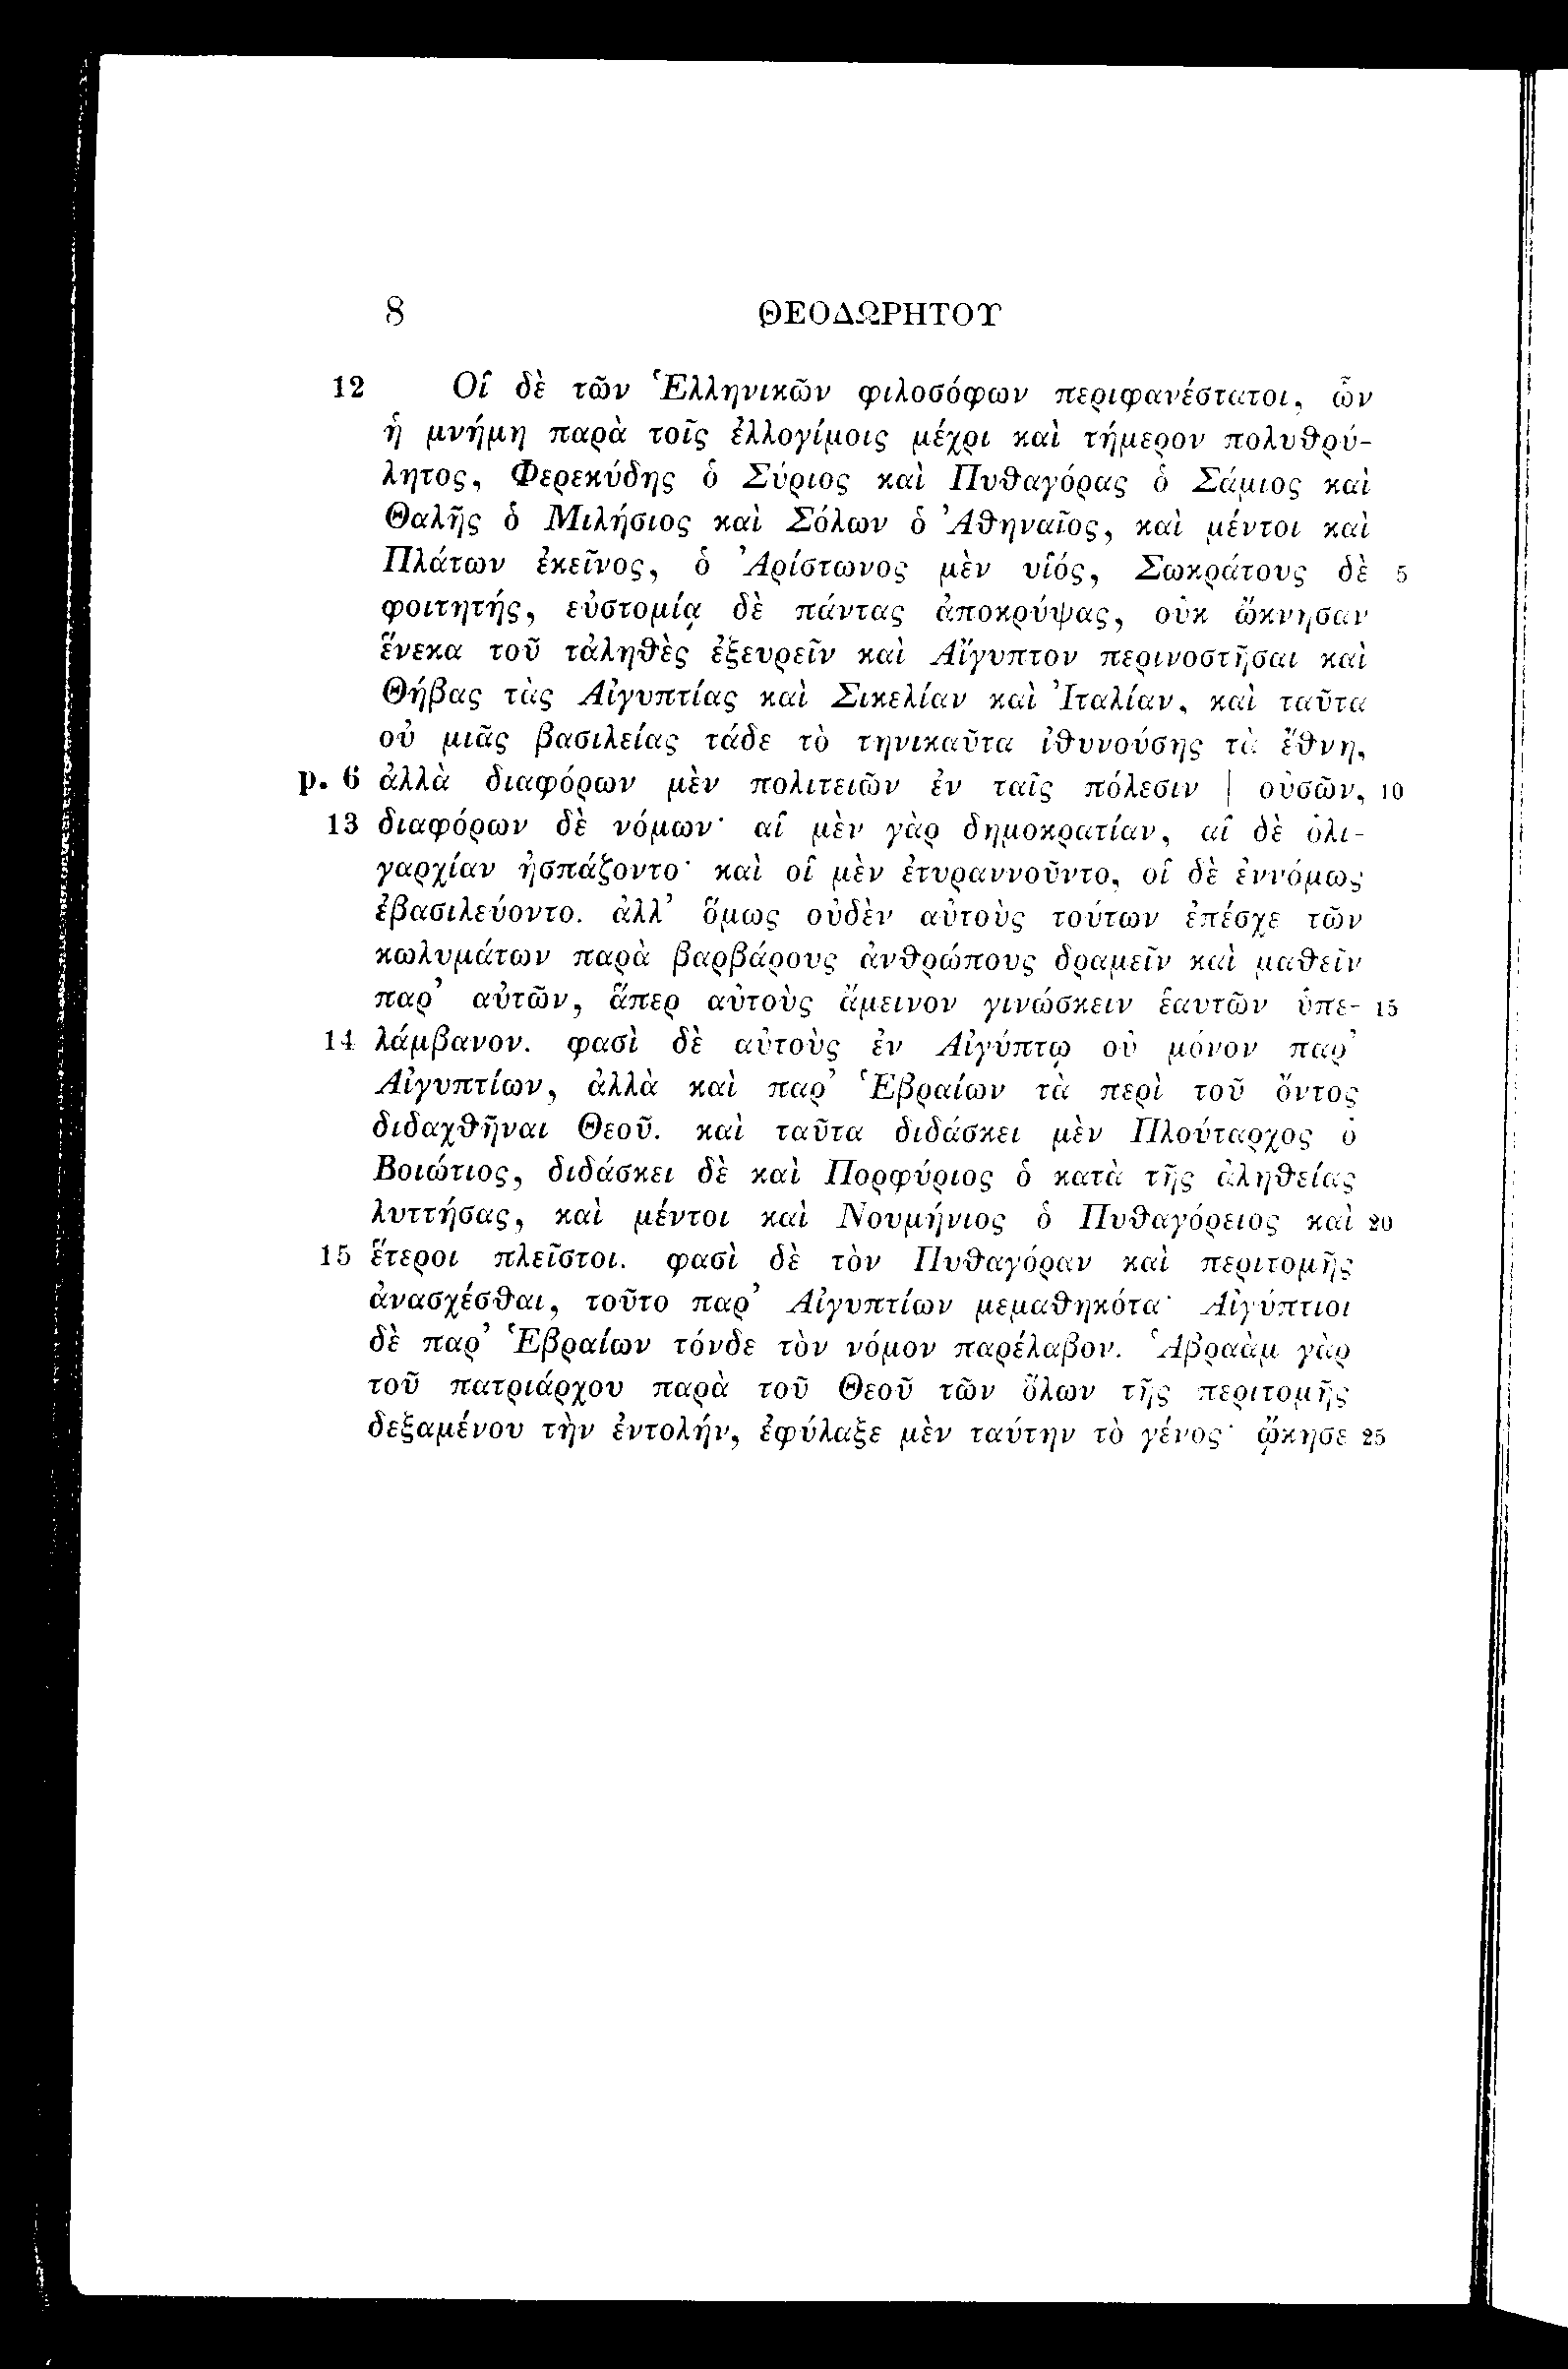 8 ΘΕΟΔΩΡΗΤΟΥ
12 Οἱ δὲ τῶν Ἑλληνικῶν φιλοσόφων περιφανέστατοι, ὧν
ἡ μνήμη παρὰ τοῖς ἐλλογίμοις μέχρι καὶ τήμερον πολυθρύ-
λητος, Φερεκύδης ὁ Σύριος καὶ Πυθαγόρας ὁ Σάμιος καὶ
Θαλῆς ὁ Μιλήσιος καὶ Σόλων ὁ Ἀθηναῖος, καὶ μέντοι καὶ
Πλάτων ἐκεῖνος, ὁ Ἀρίστωνος μὲν υἱός, Σωκράτους δὲ 5
φοιτητής, εὐστομίᾳ δὲ πάντας ἀποκρύψας, οὐκ ὤκνησαν
ἕνεκα τοῦ τἀληθὲς ἐξευρεῖν καὶ Αἴγυπτον περινοστῆσαι καὶ
Θήβας τὰς Αἰγυπτίας καὶ Σικελίαν καὶ Ἰταλίαν, καὶ ταῦτα
οὐ μιᾶς βασιλείας τάδε τὸ τηνικαῦτα ἰθυνούσης τὰ ἔθνη,
p. 6 ἀλλὰ διαφόρων μὲν πολιτειῶν ἐν ταῖς πόλεσιν | οὐσῶν, 10
13 διαφόρων δὲ νόμων· αἱ μὲν γὰρ δημοκρατίαν, αἱ δὲ ὀλι-
γαρχίαν ἠσπάζοντο· καὶ οἱ μὲν ἐτυραννοῦντο, οἱ δὲ ἐννόμως
ἐβασιλεύοντο. ἀλλ’ ὅμως οὐδὲν αὐτοὺς τούτων ἐπέσχε τῶν
κωλυμάτων παρὰ βαρβάρους ἀνθρώπους δραμεῖν καὶ μαθεῖν
παρ’ αὐτῶν, ἅπερ αὐτοὺς ἄμεινον γινώσκειν ἑαυτῶν ὑπε- 15
14 λάμβανον. φασὶ δὲ αὐτοὺς ἐν Αἰγύπτῳ οὐ μόνον παρ’
Αἰγυπτίων, ἀλλὰ καὶ παρ’ Ἑβραίων τὰ περὶ τοῦ ὄντος
διδαχθῆναι Θεοῦ. καὶ ταῦτα διδάσκει μὲν Πλούταρχος ὁ
Βοιώτιος, διδάσκει δὲ καὶ Πορφύριος ὁ κατὰ τῆς ἀληθείας
λυττήσας, καὶ μέντοι καὶ Νουμήνιος ὁ Πυθαγόρειος καὶ 20
15 ἕτεροι πλεῖστοι. φασὶ δὲ τὸν Πυθαγόραν καὶ περιτομῆς
ἀνασχέσθαι, τοῦτο παρ’ Αἰγυπτίων μεμαθηκότα· Αἰγύπτιοι
δὲ παρ’ Ἑβραίων τόνδε τὸν νόμον παρέλαβον. Ἁβραὰμ γὰρ
τοῦ πατριάρχου παρὰ τοῦ Θεοῦ τῶν ὅλων τῆς περιτομῆς
δεξαμένου τὴν ἐντολήν, ἐφύλαξε μὲν ταύτην τὸ γένος· ᾤκησε 25